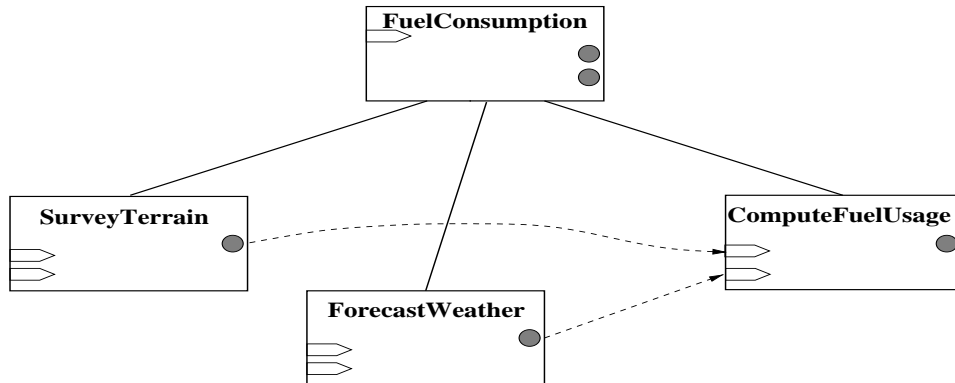 FuelConsumption
SurveyTerrain
ComputeFuelUsage
ForecastWeather